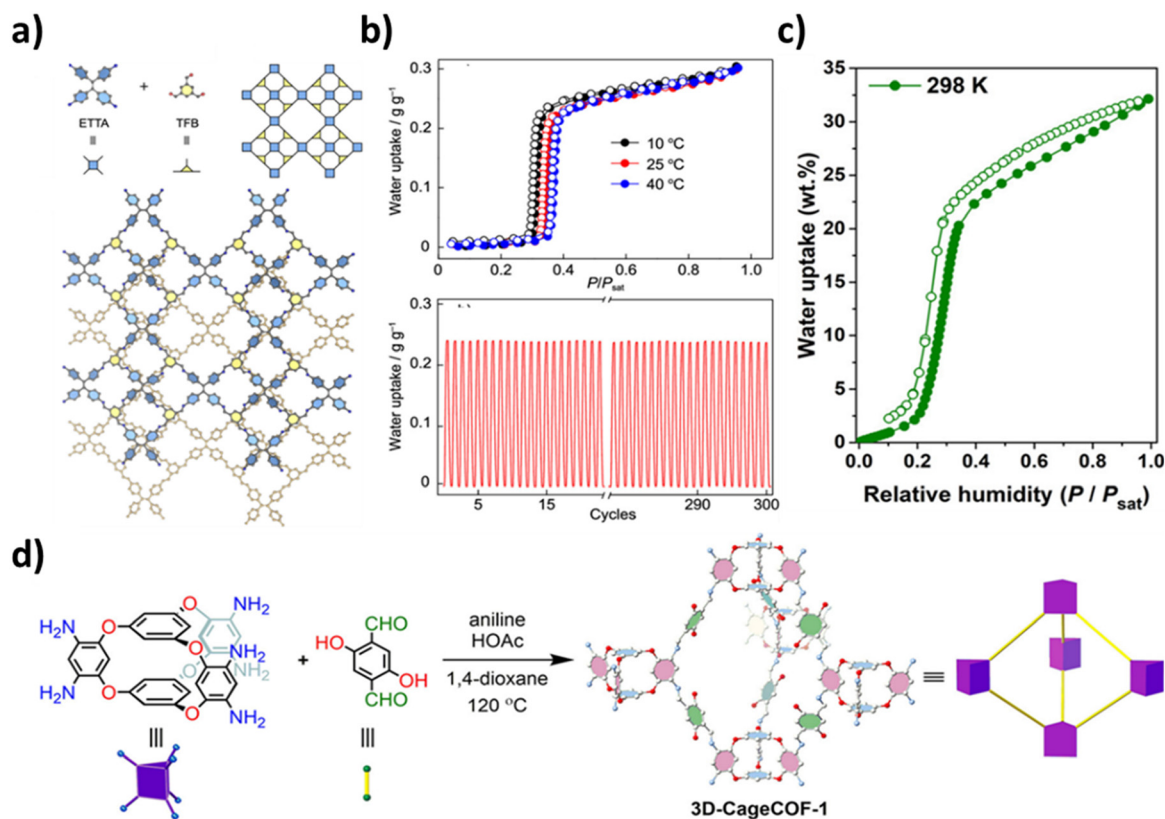 a)
ETTA
+
TFB
≡
≡
b)
0.3
0.2
0.1
0
Water uptake / g g⁻¹
10 °C
25 °C
40 °C
0
0.4
0.6
0.8
1.0
P/Psat
0.3
0.2
0.1
0
Water uptake / g g⁻¹
5
15
290
300
Cycles
c)
35
30
25
20
15
10
5
0
Water uptake (wt.%)
298 K
0.0
0.2
0.4
0.6
0.8
1.0
Relative humidity (P / Psat)
d)
H₂N
O
O
NH₂
H₂N
O
NH₂
NH₂
O
H₂N
O
O
NH₂
≡
+
CHO
HO
OH
CHO
≡
aniline
HOAc
1,4-dioxane
120 °C
3D-CageCOF-1
≡